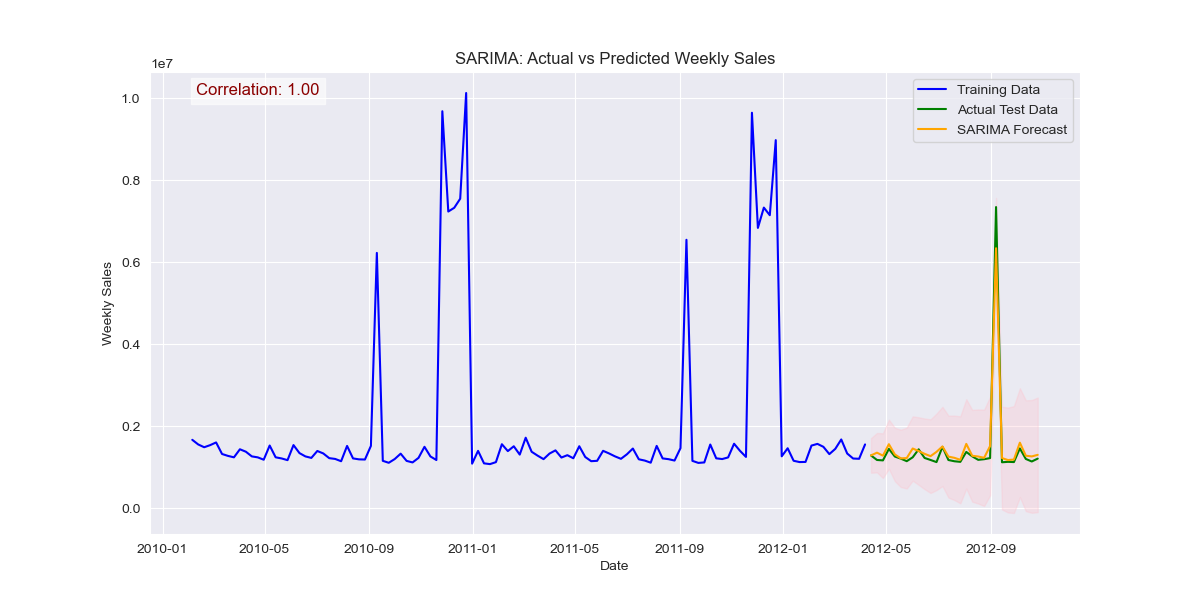 SARIMA: Actual vs Predicted Weekly Sales
1e7
Correlation: 1.00
Training Data
Actual Test Data
SARIMA Forecast
1.0
0.8
0.6
0.4
0.2
0.0
Weekly Sales
2010-01 2010-05 2010-09 2011-01 2011-05 2011-09 2012-01 2012-05 2012-09
Date